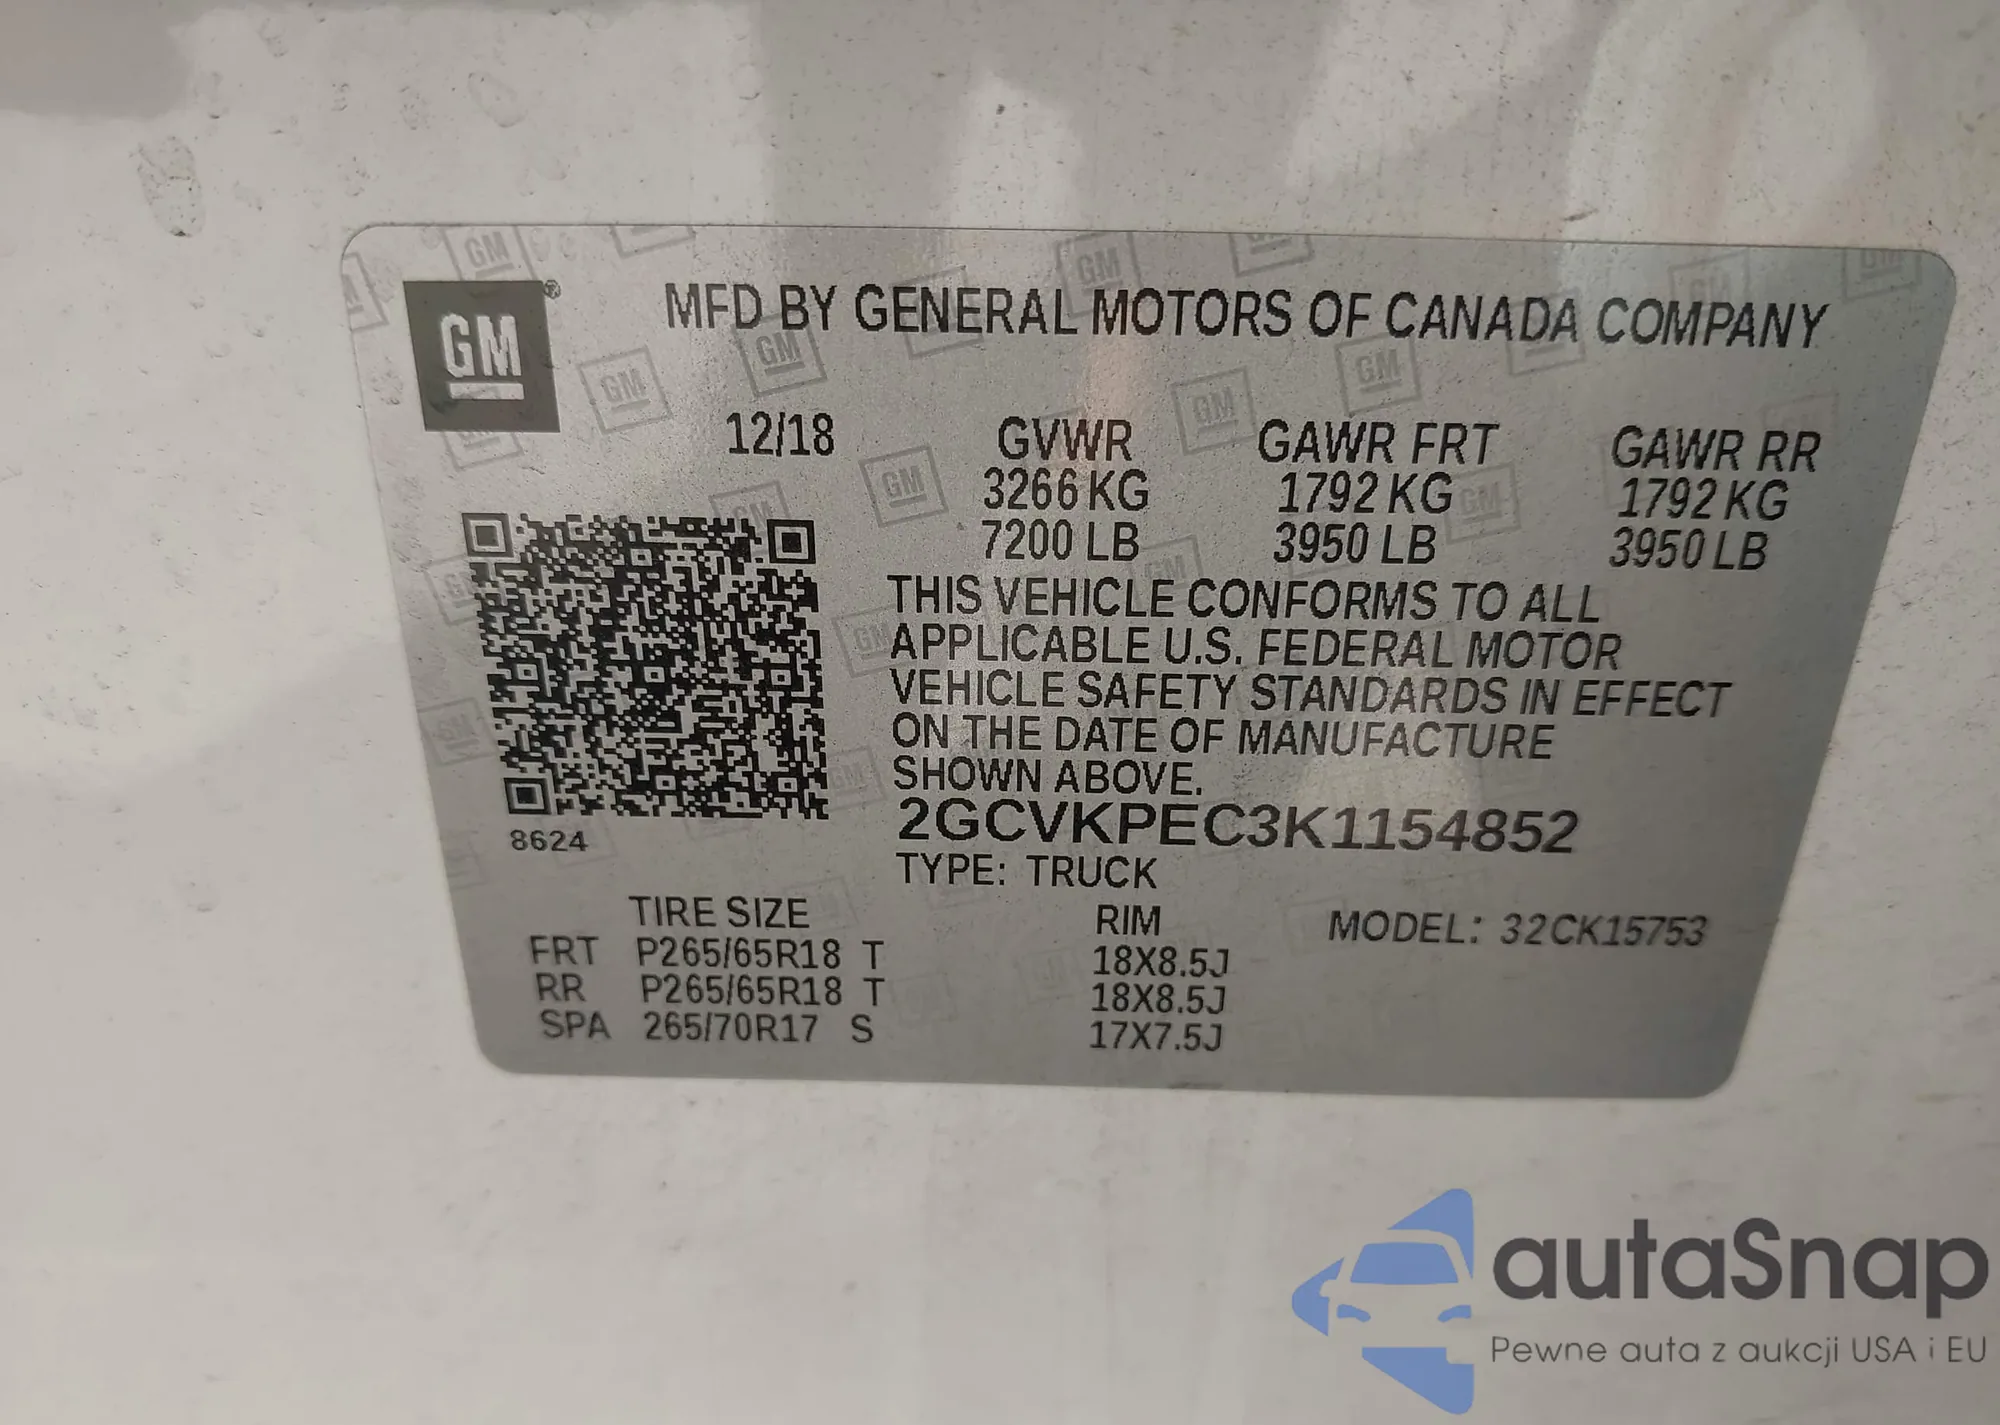 GM
MFD BY GENERAL MOTORS OF CANADA COMPANY
12/18 GVWR GAWR FRT GAWR RR
3266 KG 1792 KG 1792 KG
7200 LB 3950 LB 3950 LB
THIS VEHICLE CONFORMS TO ALL
APPLICABLE U.S. FEDERAL MOTOR
VEHICLE SAFETY STANDARDS IN EFFECT
ON THE DATE OF MANUFACTURE
SHOWN ABOVE.
2GCVKPEC3K1154852
8624
TYPE: TRUCK
TIRE SIZE RIM MODEL: 32CK15753
FRT P265/65R18 T 18X8.5J
RR P265/65R18 T 18X8.5J
SPA 265/70R17 S 17X7.5J
autaSnap
Pewne auta z aukcji USA i EU